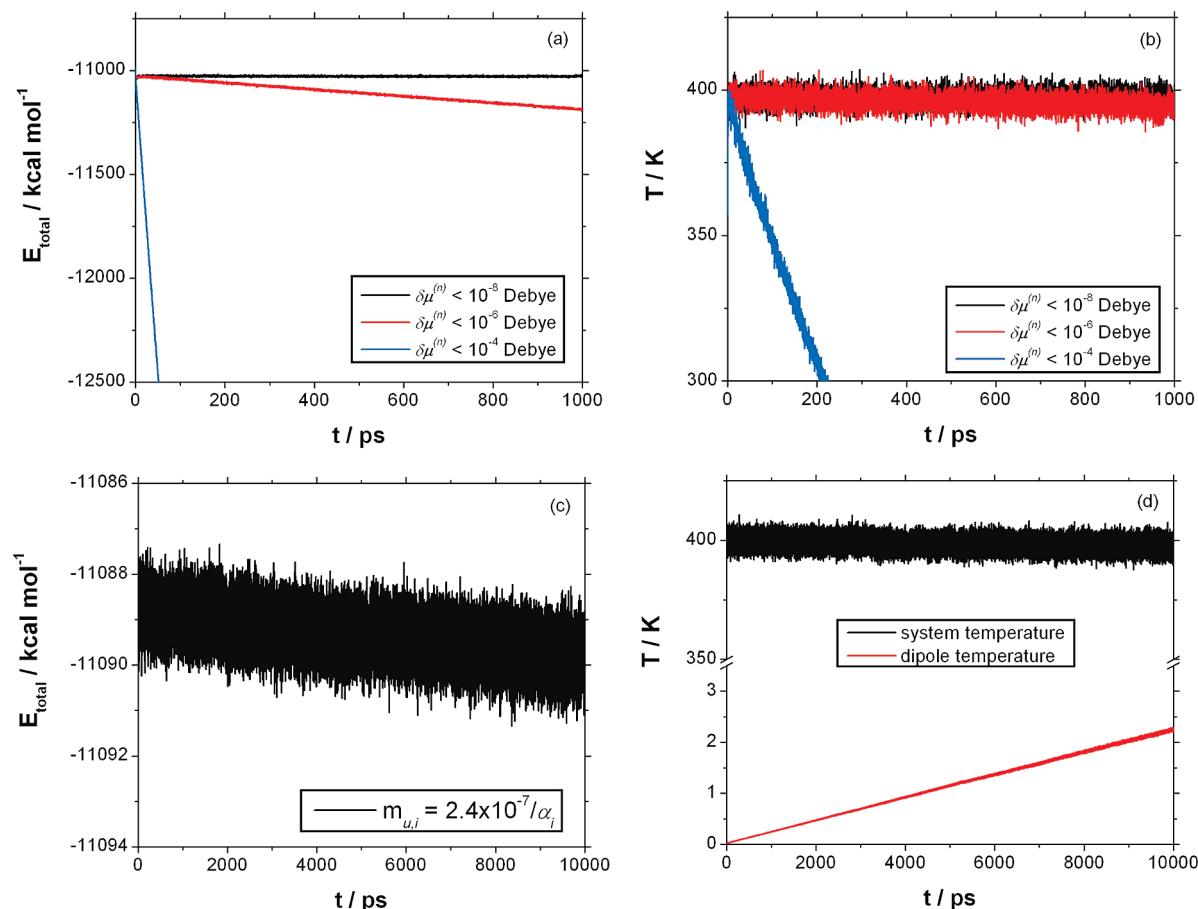 (a)
-11000
-11500
-12000
-12500
E_total / kcal mol⁻¹
δμ⁽ⁿ⁾ < 10⁻⁸ Debye
δμ⁽ⁿ⁾ < 10⁻⁶ Debye
δμ⁽ⁿ⁾ < 10⁻⁴ Debye
0 200 400 600 800 1000
t / ps
(b)
400
350
300
T / K
δμ⁽ⁿ⁾ < 10⁻⁸ Debye
δμ⁽ⁿ⁾ < 10⁻⁶ Debye
δμ⁽ⁿ⁾ < 10⁻⁴ Debye
0 200 400 600 800 1000
t / ps
(c)
-11086
-11088
-11090
-11092
-11094
E_total / kcal mol⁻¹
m_u,i = 2.4x10⁻⁷/α_i
0 2000 4000 6000 8000 10000
t / ps
(d)
400
350
3
2
1
0
T / K
system temperature
dipole temperature
0 2000 4000 6000 8000 10000
t / ps